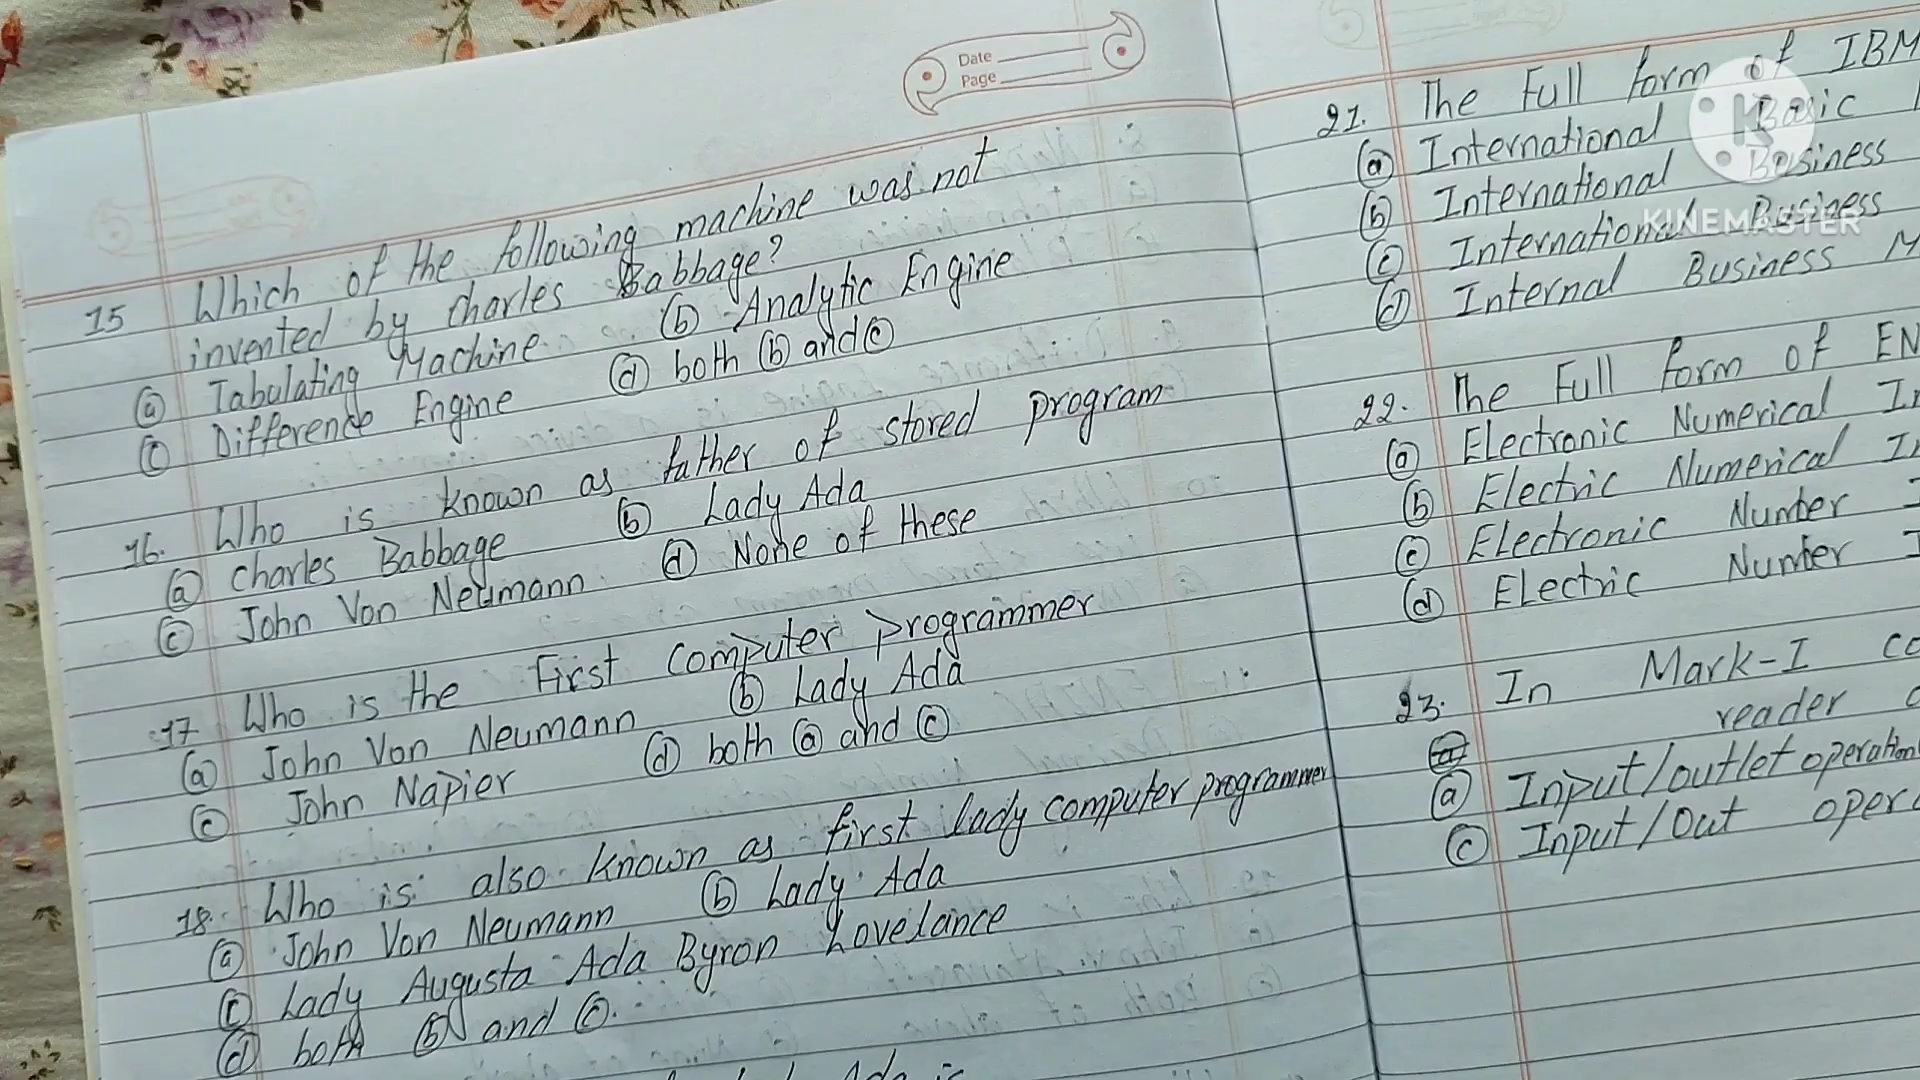 Date
Page
15 Which of the following machine was not
invented by Charles Babbage?
(a) Tabulating Machine (b) Analytic Engine
(c) Difference Engine (d) both (b) and (c)
16. Who is known as father of stored program
(a) Charles Babbage (b) Lady Ada
(c) John Von Neumann (d) None of these
17 Who is the First computer programmer
(a) John Von Neumann (b) Lady Ada
(c) John Napier (d) both (a) and (c)
18. Who is also known as first lady computer programmer
(a) John Von Neumann (b) Lady Ada
(c) Lady Augusta Ada Byron Lovelance
(d) both (b) and (c).
Ada is
21. The Full form of IBM
(a) International Basic
(b) International Business
(c) International Business
(d) Internal Business M
22. The Full form of EN
(a) Electronic Numerical In
(b) Electric Numerical In
(c) Electronic Number I
(d) Electric Number I
23. In Mark-I co
reader
(a) Input/outlet operation
(c) Input/Out oper
K
KINEMASTER